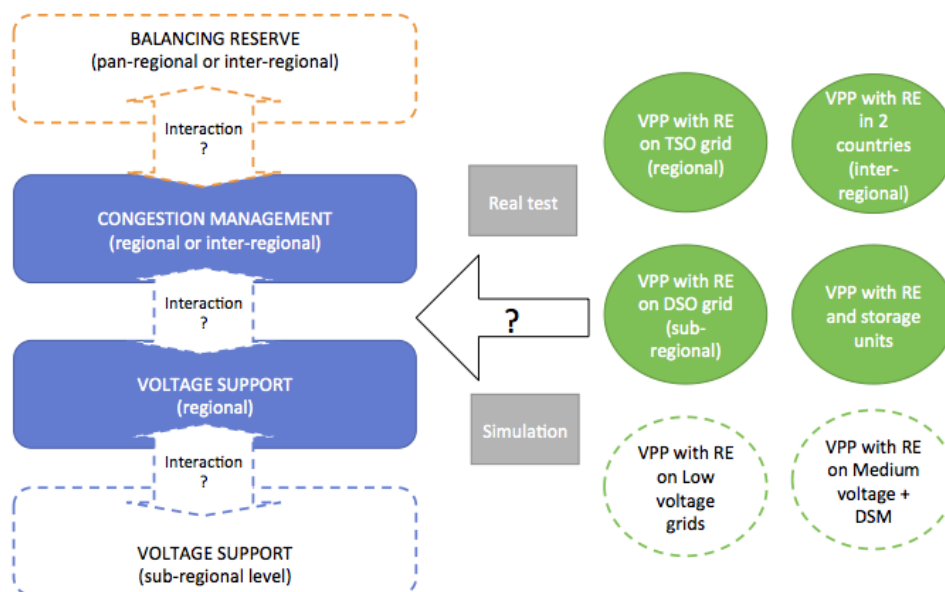 BALANCING RESERVE
(pan-regional or inter-regional)
Interaction
?
CONGESTION MANAGEMENT
(regional or inter-regional)
Interaction
?
VOLTAGE SUPPORT
(regional)
Interaction
?
VOLTAGE SUPPORT
(sub-regional level)
Real test
?
Simulation
VPP with RE
on TSO grid
(regional)
VPP with RE
in 2
countries
(inter-
regional)
VPP with RE
on DSO grid
(sub-
regional)
VPP with RE
and storage
units
VPP with RE
on Low
voltage
grids
VPP with RE
on Medium
voltage +
DSM